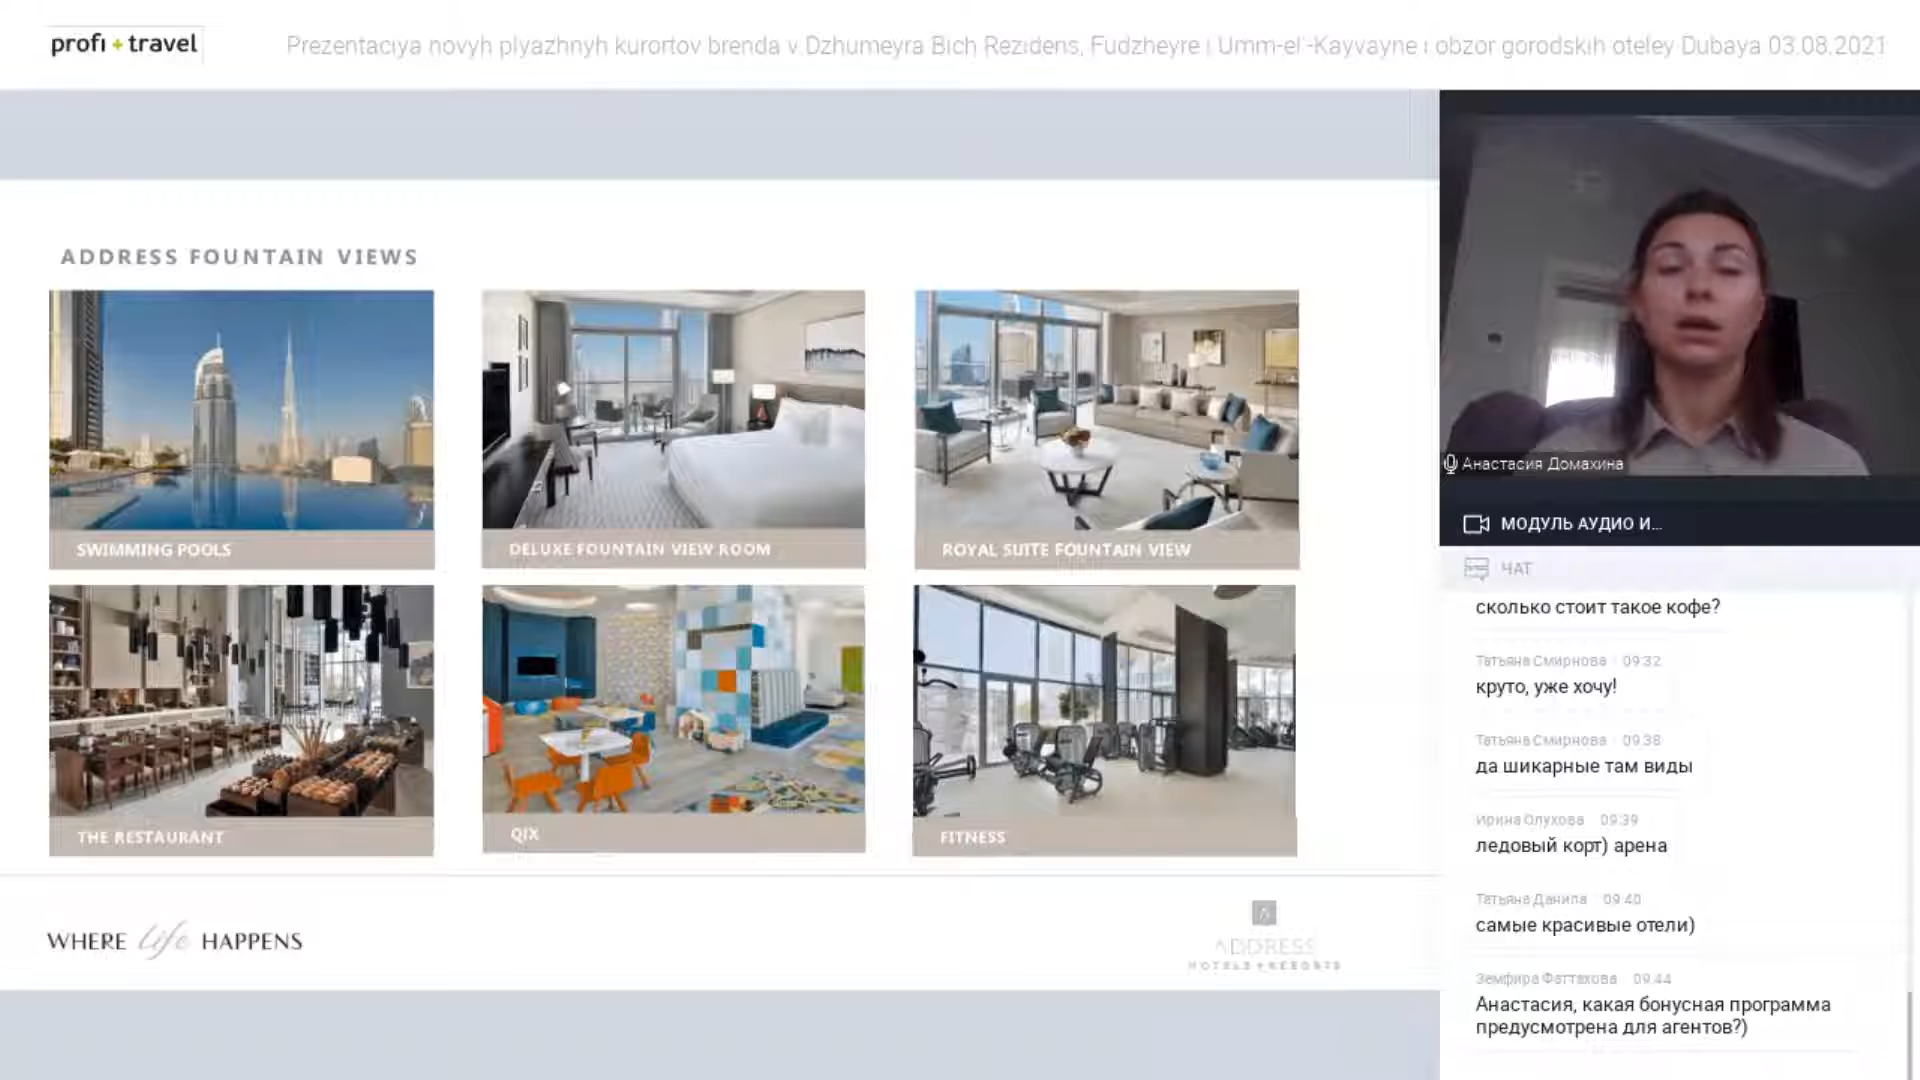 profi + travel
Prezentaciya novyh plyazhnyh kurortov brenda v Dzhumeyra Bich Rezidens, Fudzheyre i Umm-el'-Kayvayne i obzor gorodskih oteley Dubaya 03.08.2021
ADDRESS FOUNTAIN VIEWS
SWIMMING POOLS
DELUXE FOUNTAIN VIEW ROOM
ROYAL SUITE FOUNTAIN VIEW
THE RESTAURANT
QIX
FITNESS
WHERE life HAPPENS
ADDRESS
HOTELS + RESORTS
Анастасия Домахина
МОДУЛЬ АУДИО И...
ЧАТ
сколько стоит такое кофе?
Татьяна Смирнова 09:32
круто, уже хочу!
Татьяна Смирнова 09:38
да шикарные там виды
Ирина Олухова 09:39
ледовый корт) арена
Татьяна Данила 09:40
самые красивые отели)
Земфира Фаттахова 09:44
Анастасия, какая бонусная программа
предусмотрена для агентов?)